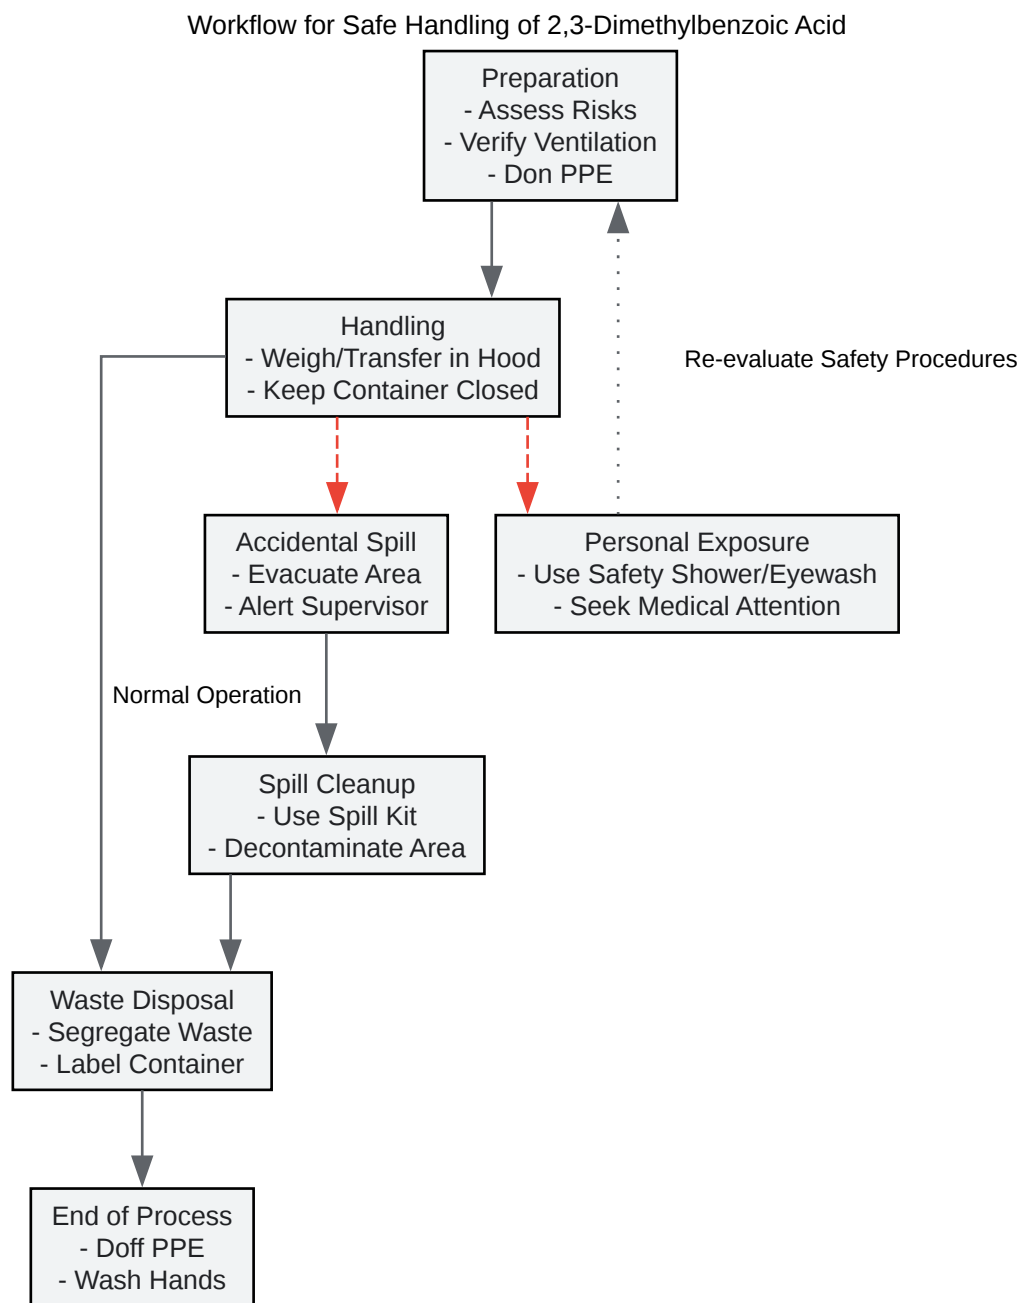 Workflow for Safe Handling of 2,3-Dimethylbenzoic Acid
Preparation
- Assess Risks
- Verify Ventilation
- Don PPE
Handling
- Weigh/Transfer in Hood
- Keep Container Closed
Re-evaluate Safety Procedures
Accidental Spill
- Evacuate Area
- Alert Supervisor
Personal Exposure
- Use Safety Shower/Eyewash
- Seek Medical Attention
Normal Operation
Spill Cleanup
- Use Spill Kit
- Decontaminate Area
Waste Disposal
- Segregate Waste
- Label Container
End of Process
- Doff PPE
- Wash Hands